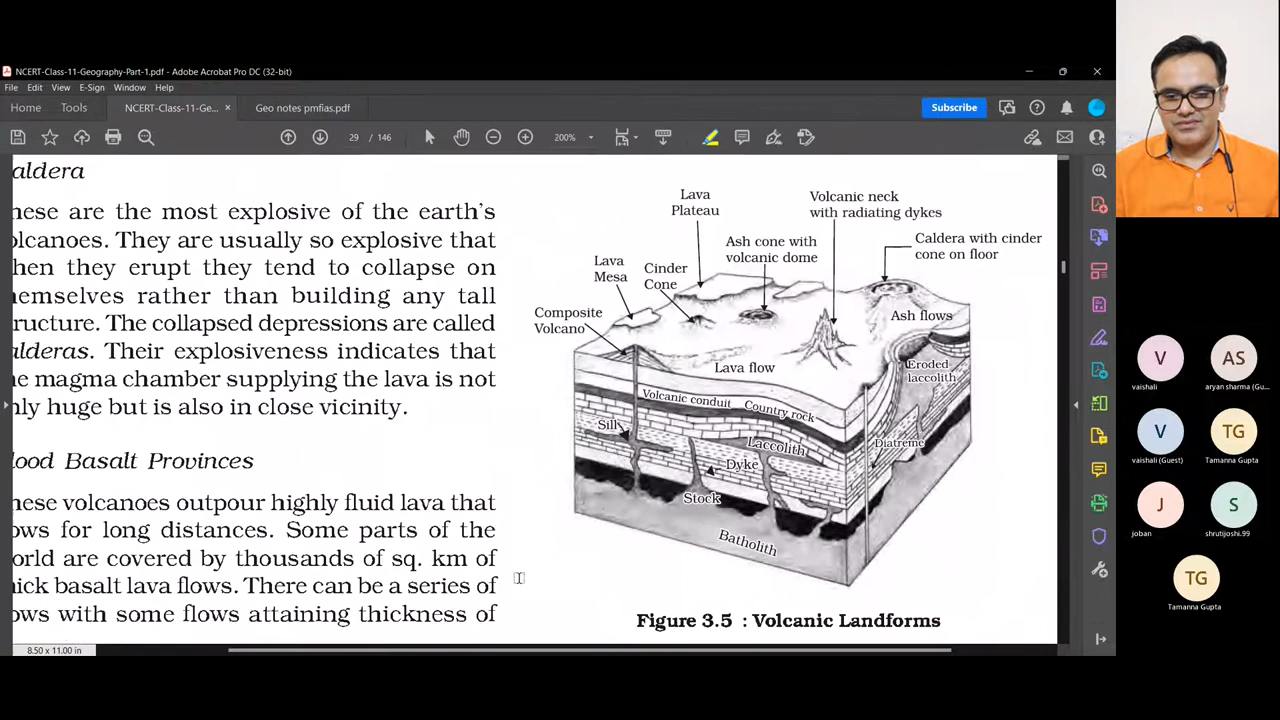 NCERT-Class-11-Geography-Part-1.pdf - Adobe Acrobat Pro DC (32-bit)
File Edit View E-Sign Window Help
Home Tools NCERT-Class-11-Ge... × Geo notes pmfias.pdf Subscribe
29 / 146 200%
aldera
hese are the most explosive of the earth's
olcanoes. They are usually so explosive that
hen they erupt they tend to collapse on
hemselves rather than building any tall
tructure. The collapsed depressions are called
alderas. Their explosiveness indicates that
he magma chamber supplying the lava is not
nly huge but is also in close vicinity.
lood Basalt Provinces
hese volcanoes outpour highly fluid lava that
ows for long distances. Some parts of the
orld are covered by thousands of sq. km of
hick basalt lava flows. There can be a series of
ows with some flows attaining thickness of
Lava
Plateau
Volcanic neck
with radiating dykes
Ash cone with
volcanic dome
Caldera with cinder
cone on floor
Lava
Mesa
Cinder
Cone
Composite
Volcano
Ash flows
Lava flow
Eroded
laccolith
Volcanic conduit
Country rock
Sill
Laccolith
Diatreme
Dyke
Stock
Batholith
Figure 3.5 : Volcanic Landforms
8.50 x 11.00 in
V
vaishali
AS
aryan sharma (Gu...
V
vaishali (Guest)
TG
Tamanna Gupta
J
joban
S
shrutijoshi.99
TG
Tamanna Gupta